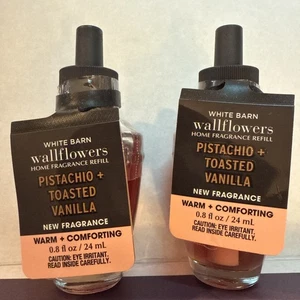 WHITE BARN
wallflowers
HOME FRAGRANCE REFILL
PISTACHIO +
TOASTED
VANILLA
NEW FRAGRANCE
WARM + COMFORTING
0.8 fl oz / 24 mL
CAUTION: EYE IRRITANT.
READ INSIDE CAREFULLY.
WHITE BARN
wallflowers
HOME FRAGRANCE REFILL
PISTACHIO +
TOASTED
VANILLA
NEW FRAGRANCE
WARM + COMFORTING
0.8 fl oz / 24 mL
CAUTION: EYE IRRITANT.
READ INSIDE CAREFULLY.